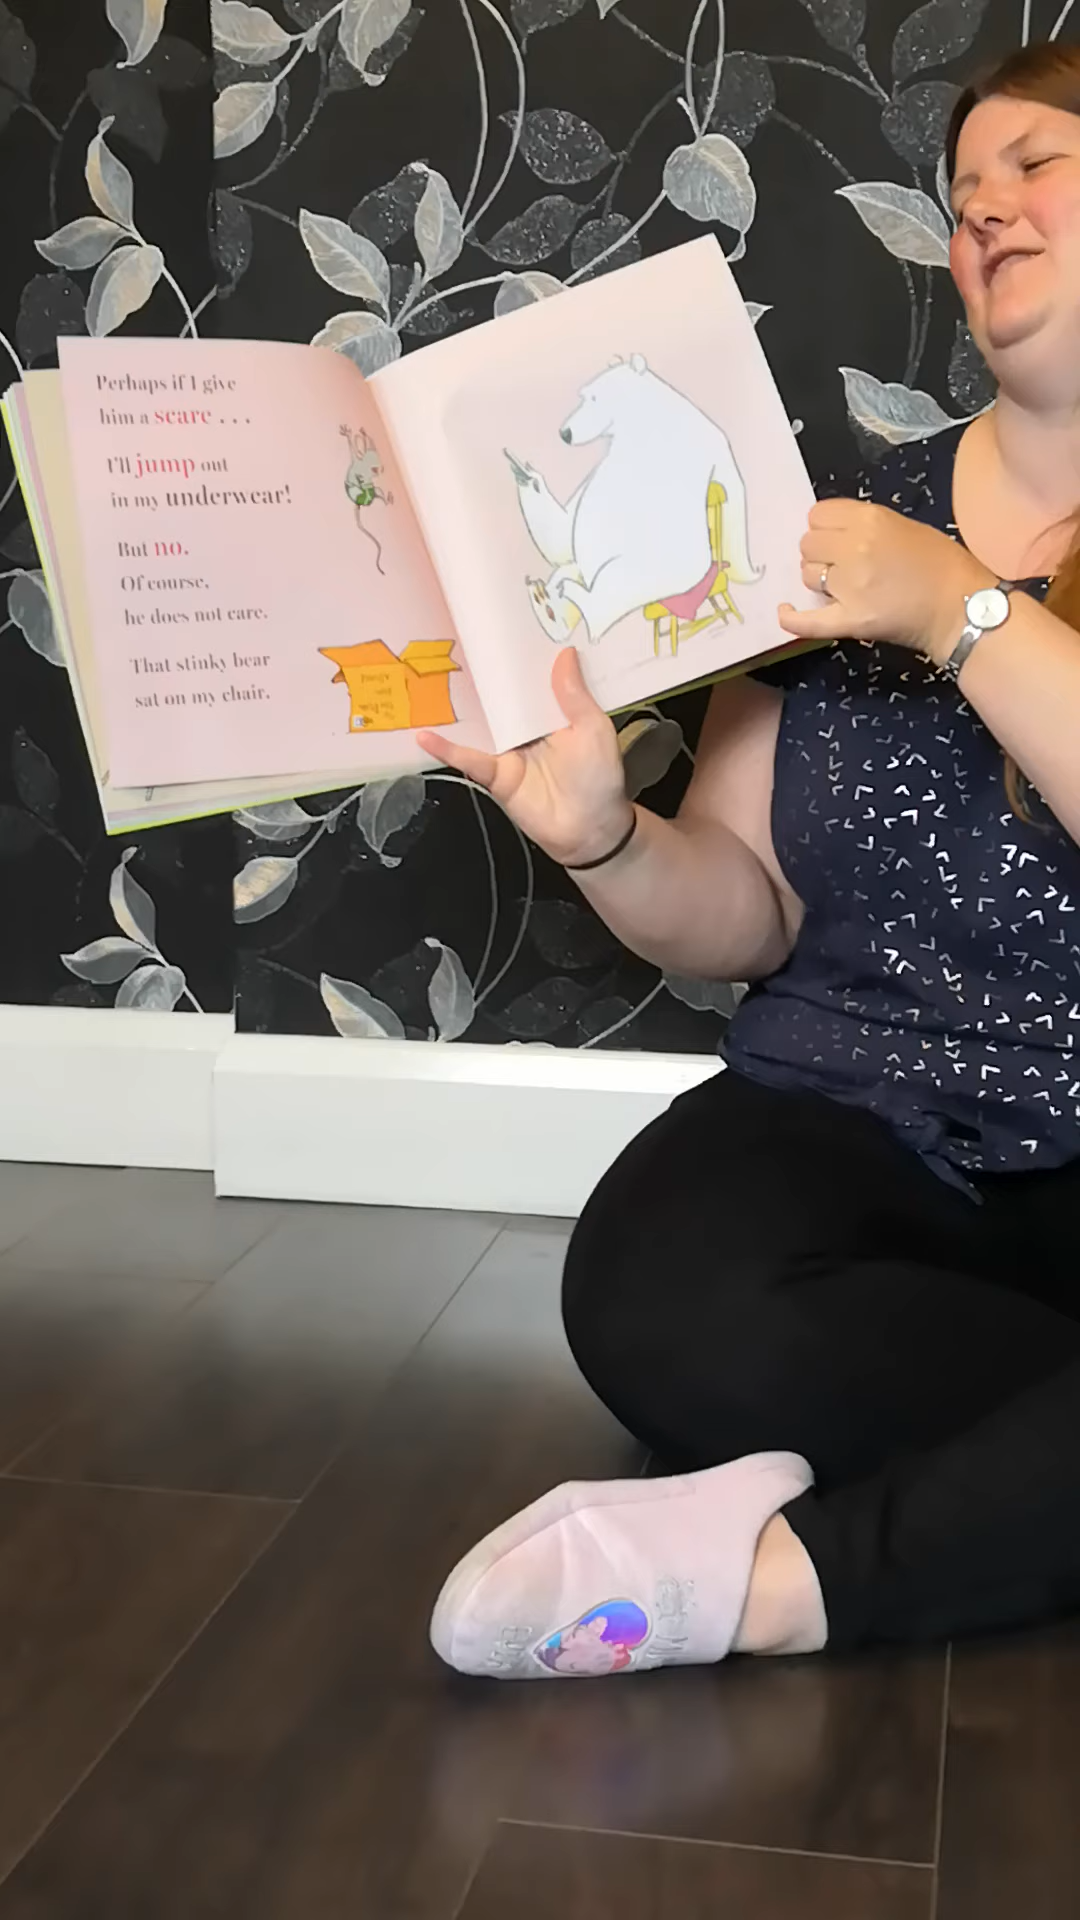 Perhaps if I give
him a scare . . .
I'll jump out
in my underwear!
But no.
Of course,
he does not care.
That stinky bear
sat on my chair.